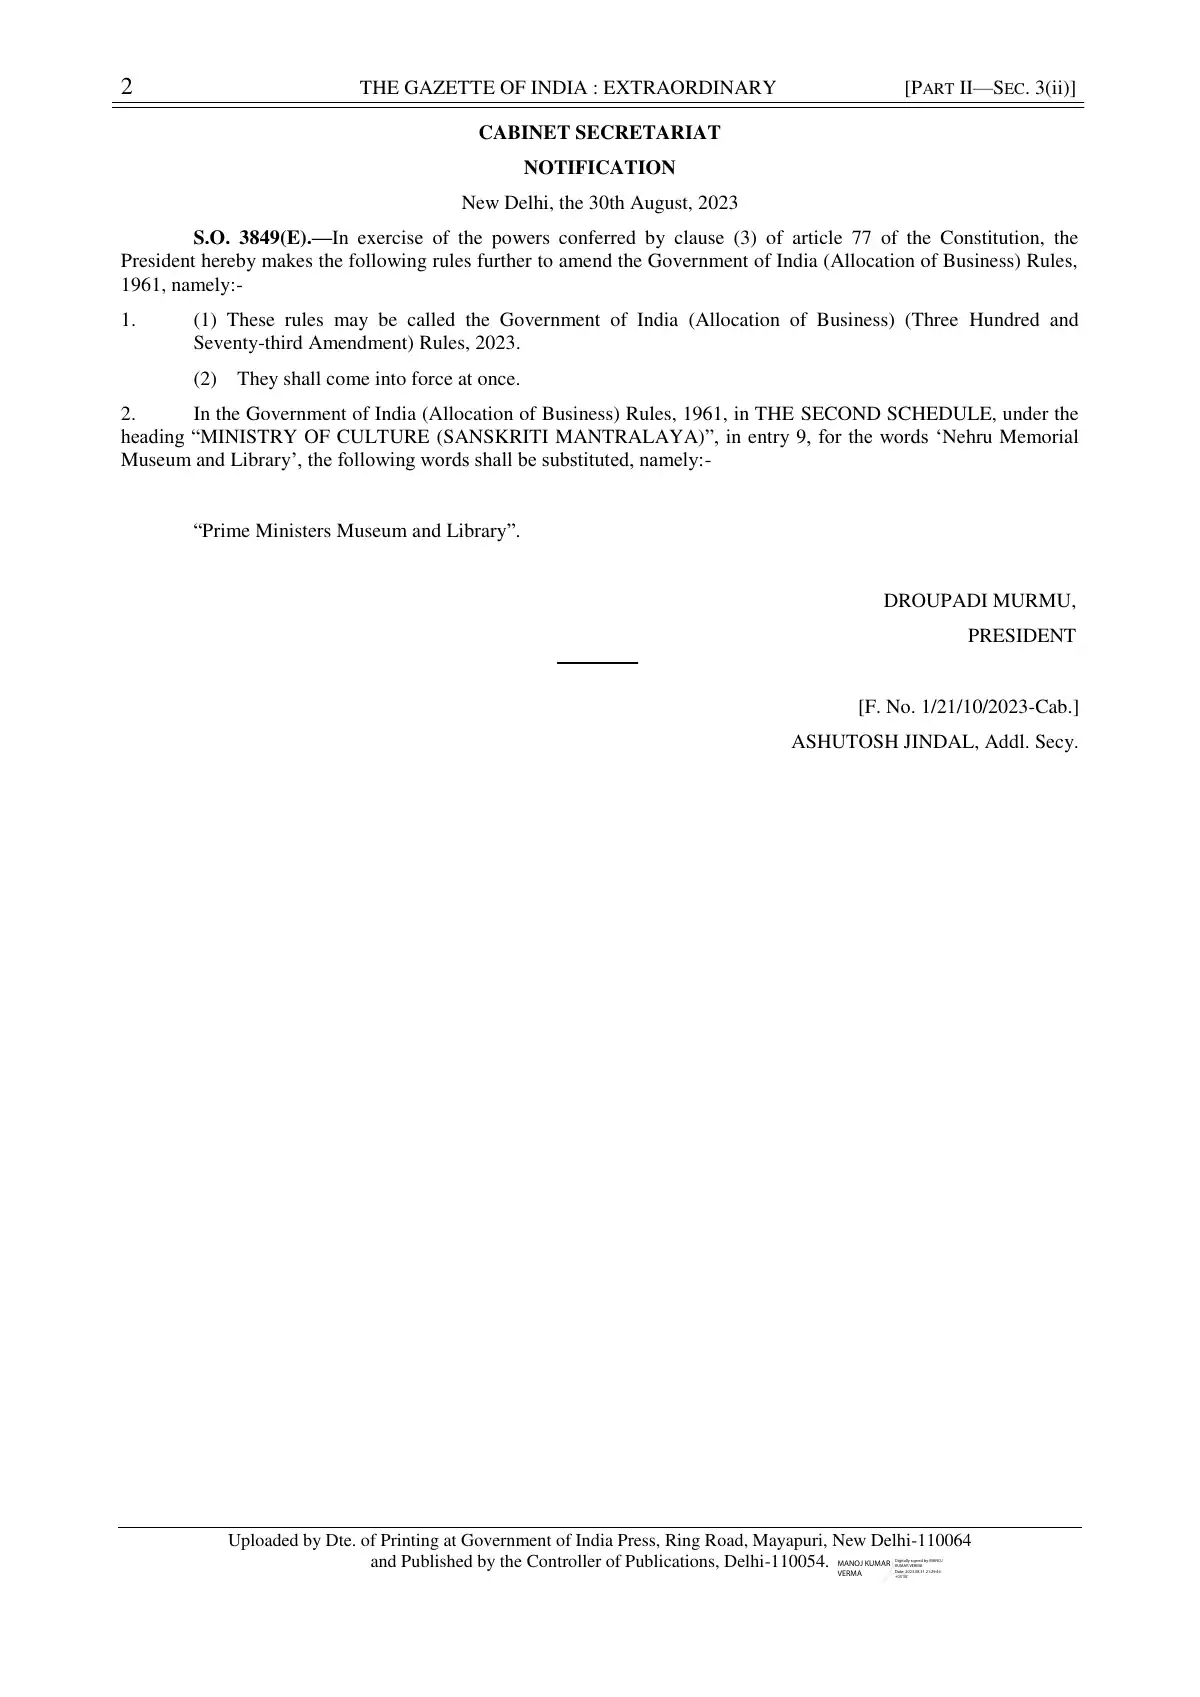 2 THE GAZETTE OF INDIA : EXTRAORDINARY [PART II—SEC. 3(ii)]
CABINET SECRETARIAT
NOTIFICATION
New Delhi, the 30th August, 2023
S.O. 3849(E).—In exercise of the powers conferred by clause (3) of article 77 of the Constitution, the
President hereby makes the following rules further to amend the Government of India (Allocation of Business) Rules,
1961, namely:-
1. (1) These rules may be called the Government of India (Allocation of Business) (Three Hundred and
Seventy-third Amendment) Rules, 2023.
(2) They shall come into force at once.
2. In the Government of India (Allocation of Business) Rules, 1961, in THE SECOND SCHEDULE, under the
heading “MINISTRY OF CULTURE (SANSKRITI MANTRALAYA)”, in entry 9, for the words ‘Nehru Memorial
Museum and Library’, the following words shall be substituted, namely:-
“Prime Ministers Museum and Library”.
DROUPADI MURMU,
PRESIDENT
[F. No. 1/21/10/2023-Cab.]
ASHUTOSH JINDAL, Addl. Secy.
Uploaded by Dte. of Printing at Government of India Press, Ring Road, Mayapuri, New Delhi-110064
and Published by the Controller of Publications, Delhi-110054.
MANOJ KUMAR
VERMA
Digitally signed by MANOJ
KUMAR VERMA